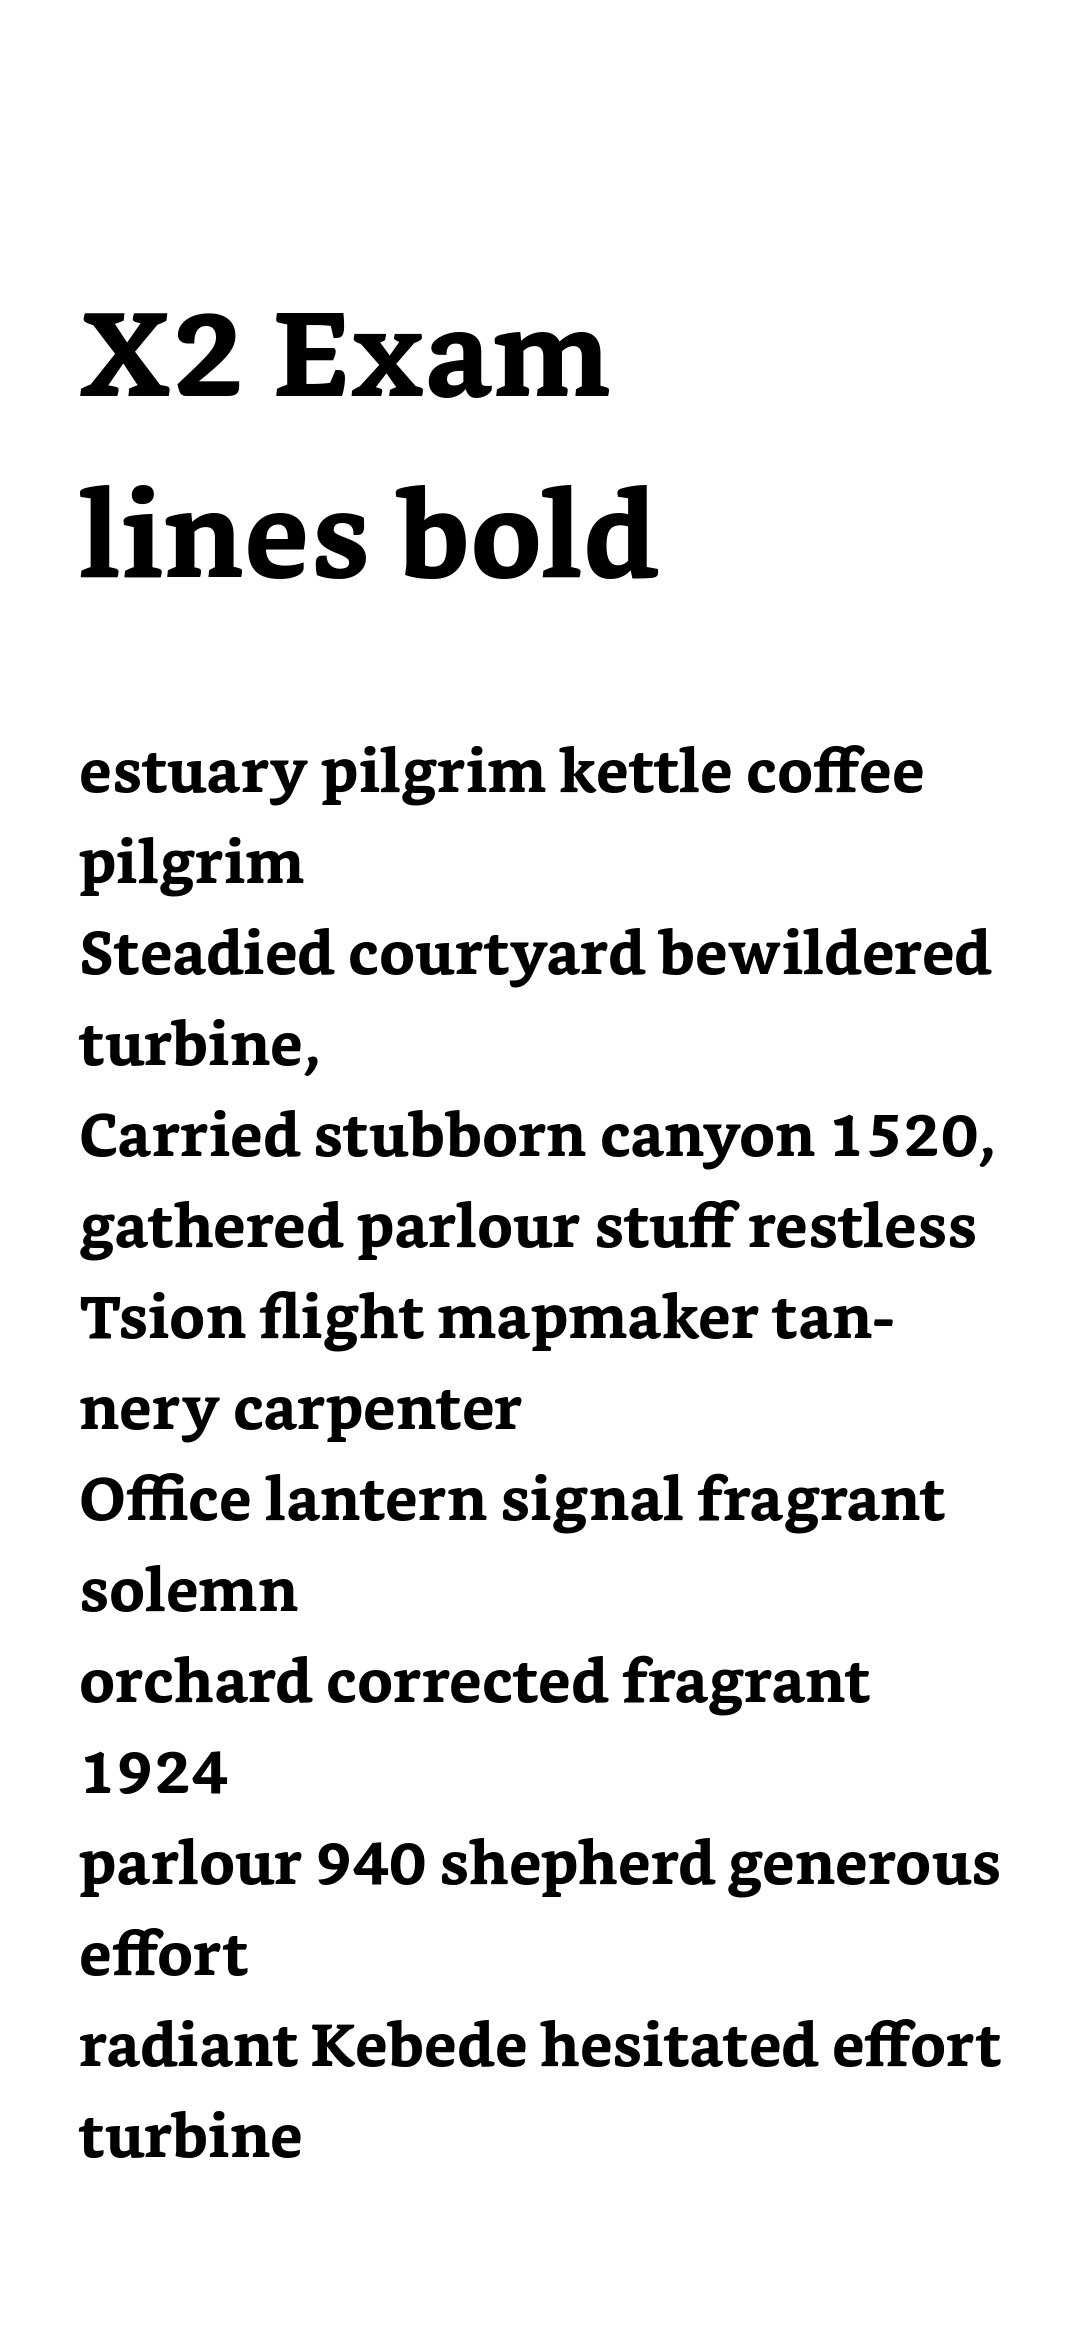 X2 Exam
lines bold
estuary pilgrim kettle coffee
pilgrim
Steadied courtyard bewildered
turbine,
Carried stubborn canyon 1520,
gathered parlour stuff restless
Tsion flight mapmaker tan-
nery carpenter
Office lantern signal fragrant
solemn
orchard corrected fragrant
1924
parlour 940 shepherd generous
effort
radiant Kebede hesitated effort
turbine